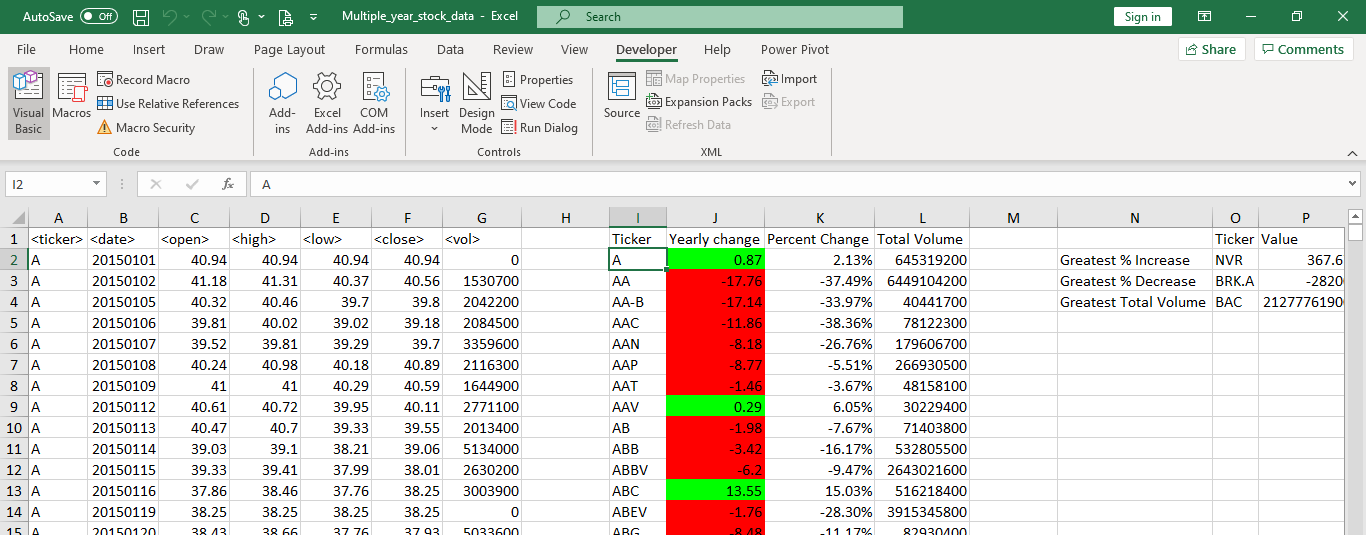 AutoSave Off Multiple_year_stock_data - Excel Search Sign in
File Home Insert Draw Page Layout Formulas Data Review View Developer Help Power Pivot Share Comments
Visual Basic
Macros
Record Macro
Use Relative References
Macro Security
Code
Add-ins
Excel Add-ins
COM Add-ins
Add-ins
Insert
Design Mode
Properties
View Code
Run Dialog
Controls
Source
Map Properties
Expansion Packs
Refresh Data
Import
Export
XML
I2 fx A
A B C D E F G H I J K L M N O P
1 <ticker> <date> <open> <high> <low> <close> <vol> Ticker Yearly change Percent Change Total Volume Ticker Value
2 A 20150101 40.94 40.94 40.94 40.94 0 A 0.87 2.13% 645319200 Greatest % Increase NVR 367.6
3 A 20150102 41.18 41.31 40.37 40.56 1530700 AA -17.76 -37.49% 6449104200 Greatest % Decrease BRK.A -2820
4 A 20150105 40.32 40.46 39.7 39.8 2042200 AA-B -17.14 -33.97% 40441700 Greatest Total Volume BAC 21277761900
5 A 20150106 39.81 40.02 39.02 39.18 2084500 AAC -11.86 -38.36% 78122300
6 A 20150107 39.52 39.81 39.29 39.7 3359600 AAN -8.18 -26.76% 179606700
7 A 20150108 40.24 40.98 40.18 40.89 2116300 AAP -8.77 -5.51% 266930500
8 A 20150109 41 41 40.29 40.59 1644900 AAT -1.46 -3.67% 48158100
9 A 20150112 40.61 40.72 39.95 40.11 2771100 AAV 0.29 6.05% 30229400
10 A 20150113 40.47 40.7 39.33 39.55 2013400 AB -1.98 -7.67% 71403800
11 A 20150114 39.03 39.1 38.21 39.06 5134000 ABB -3.42 -16.17% 532805500
12 A 20150115 39.33 39.41 37.99 38.01 2630200 ABBV -6.2 -9.47% 2643021600
13 A 20150116 37.86 38.46 37.76 38.25 3003900 ABC 13.55 15.03% 516218400
14 A 20150119 38.25 38.25 38.25 38.25 0 ABEV -1.76 -28.30% 3915345800
15 A 20150120 38.43 38.66 37.76 37.93 5033600 ABG -8.48 -11.17% 82930400